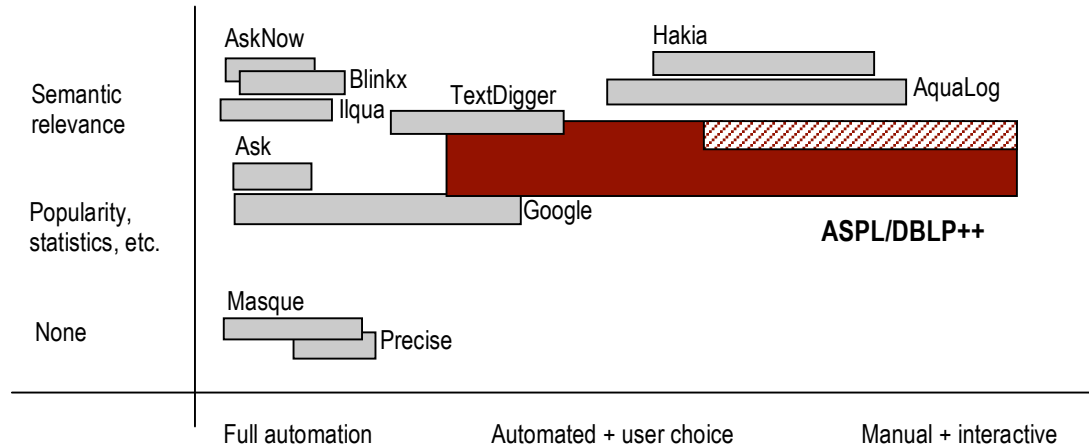 AskNow
Hakia
Blinkx
Semantic
relevance
TextDigger
AquaLog
Ilqua
Ask
Popularity,
statistics, etc.
Google
ASPL/DBLP++
Masque
None
Precise
Full automation
Automated + user choice
Manual + interactive